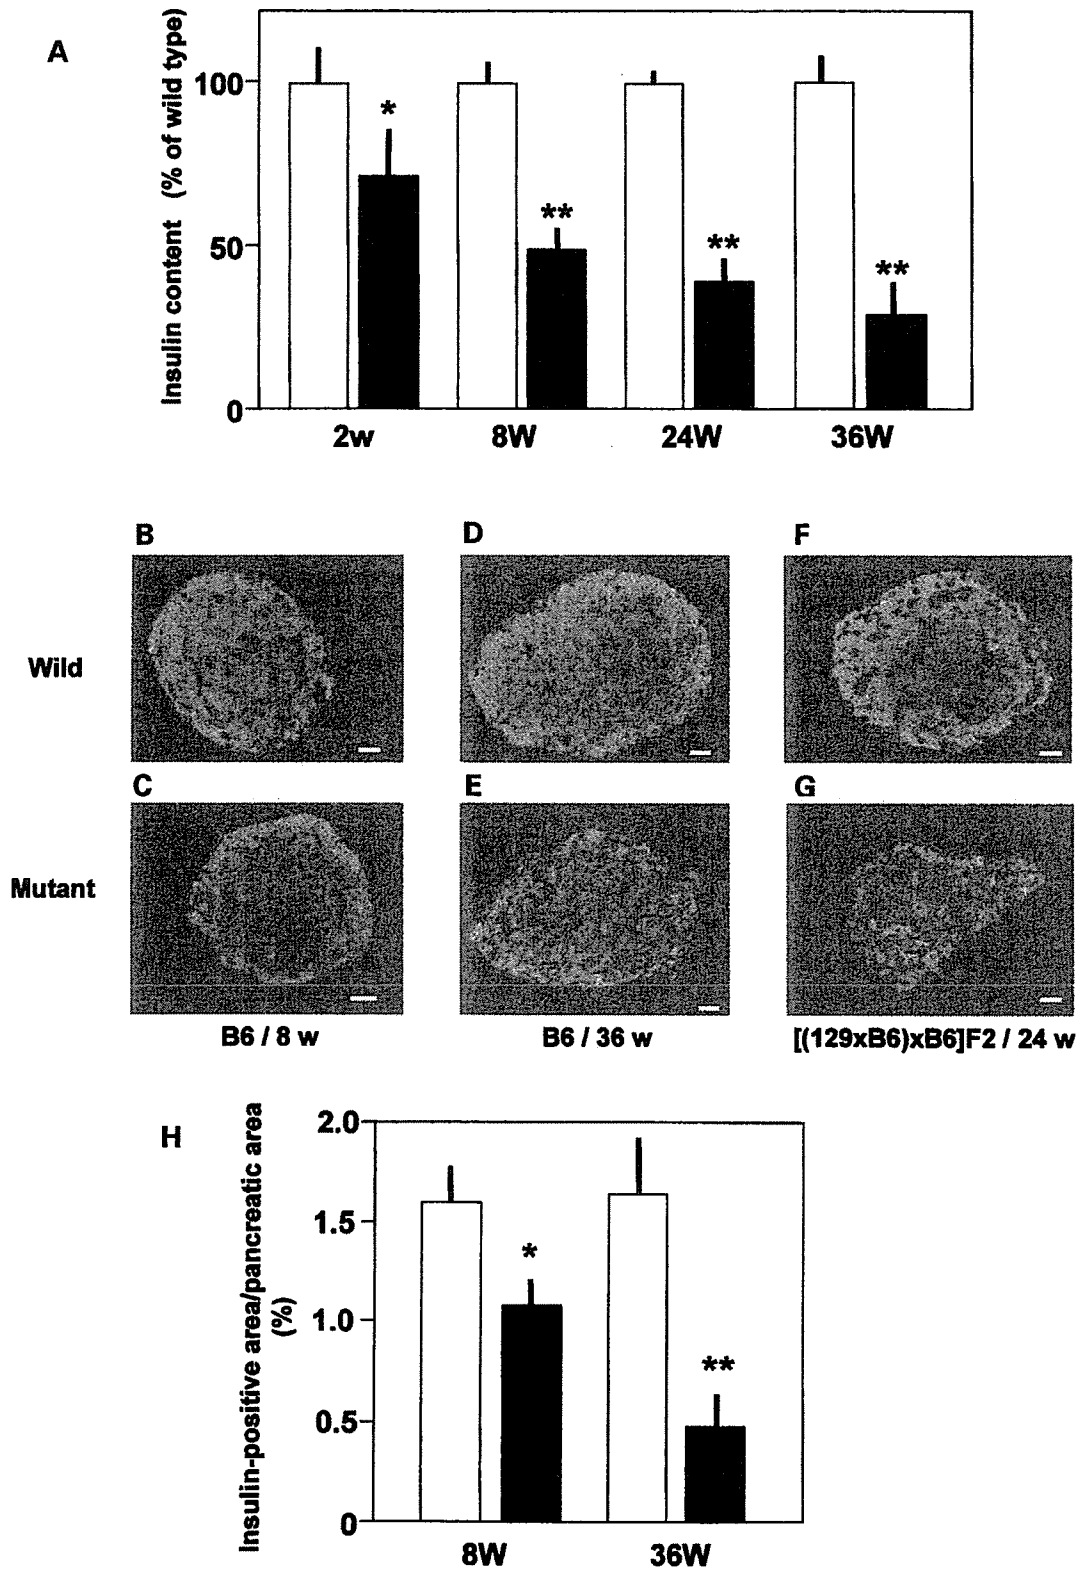 A
Insulin content (% of wild type)
100
50
0
*
**
**
**
2w 8W 24W 36W
B D F
Wild
C E G
Mutant
B6 / 8 w B6 / 36 w [(129xB6)xB6]F2 / 24 w
H
Insulin-positive area/pancreatic area
(%)
2.0
1.5
1.0
0.5
0
*
**
8W 36W